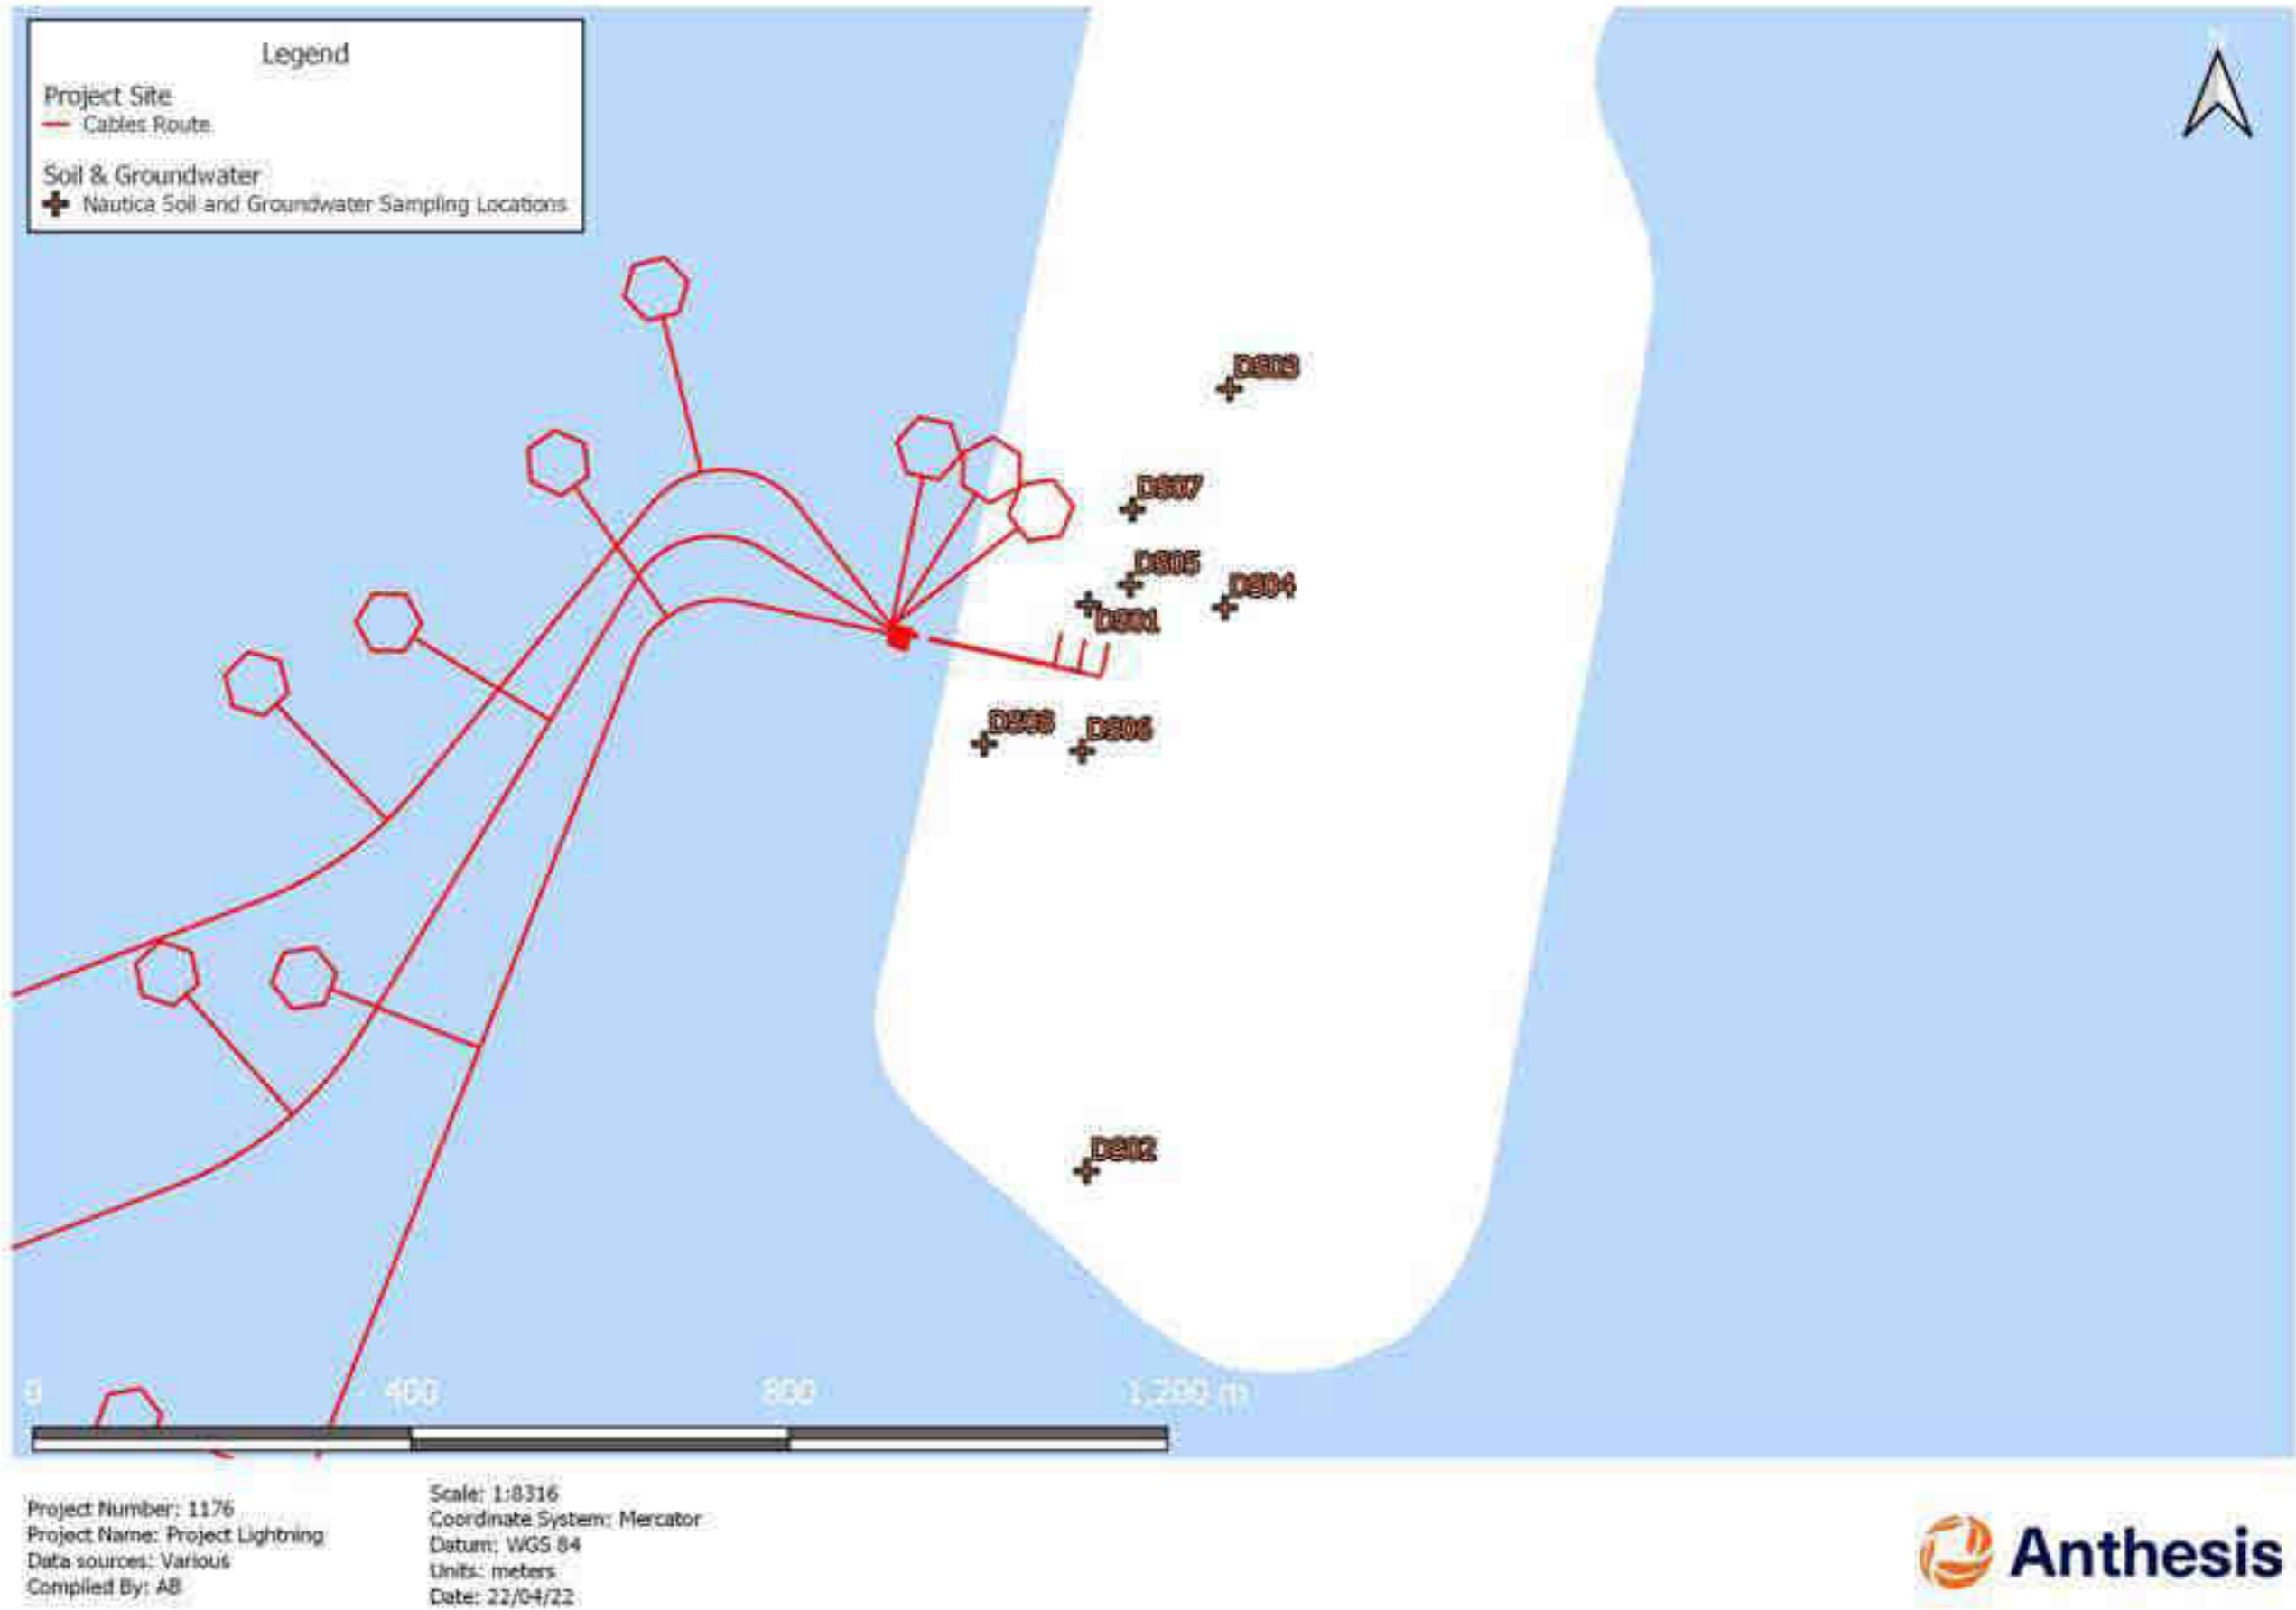 Legend
Project Site
Cables Route
Soil & Groundwater
Nautica Soil and Groundwater Sampling Locations
DS03
DS07
DS05
DS04
DS01
DS08
DS06
DS02
0 400 800 1,200 m
Project Number: 1176
Project Name: Project Lightning
Data sources: Various
Compiled By: AB
Scale: 1:8316
Coordinate System: Mercator
Datum: WGS 84
Units: meters
Date: 22/04/22
Anthesis